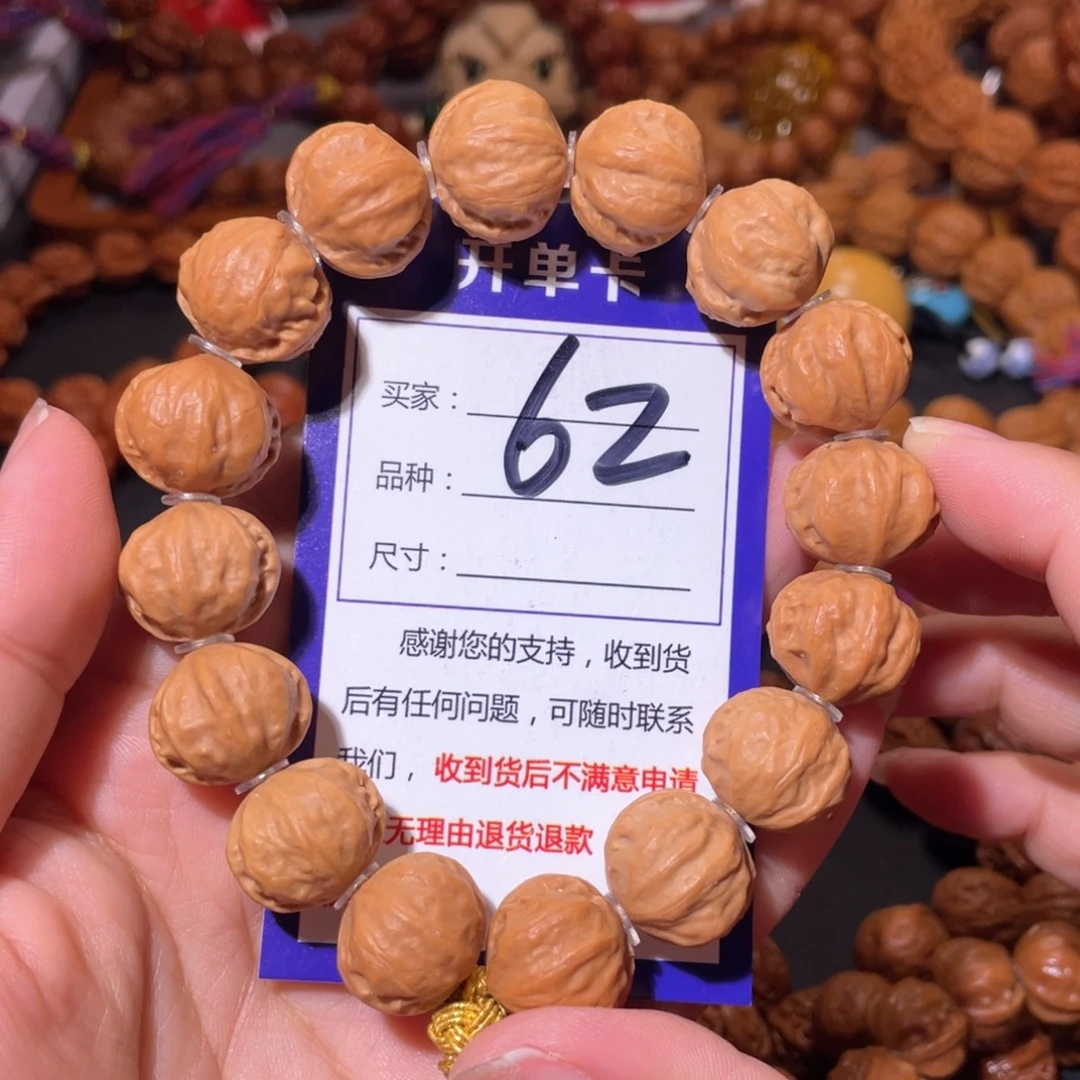 开单卡
买家：
62
品种：
尺寸：
感谢您的支持，收到货
后有任何问题，可随时联系
我们，收到货后不满意申请
无理由退货退款